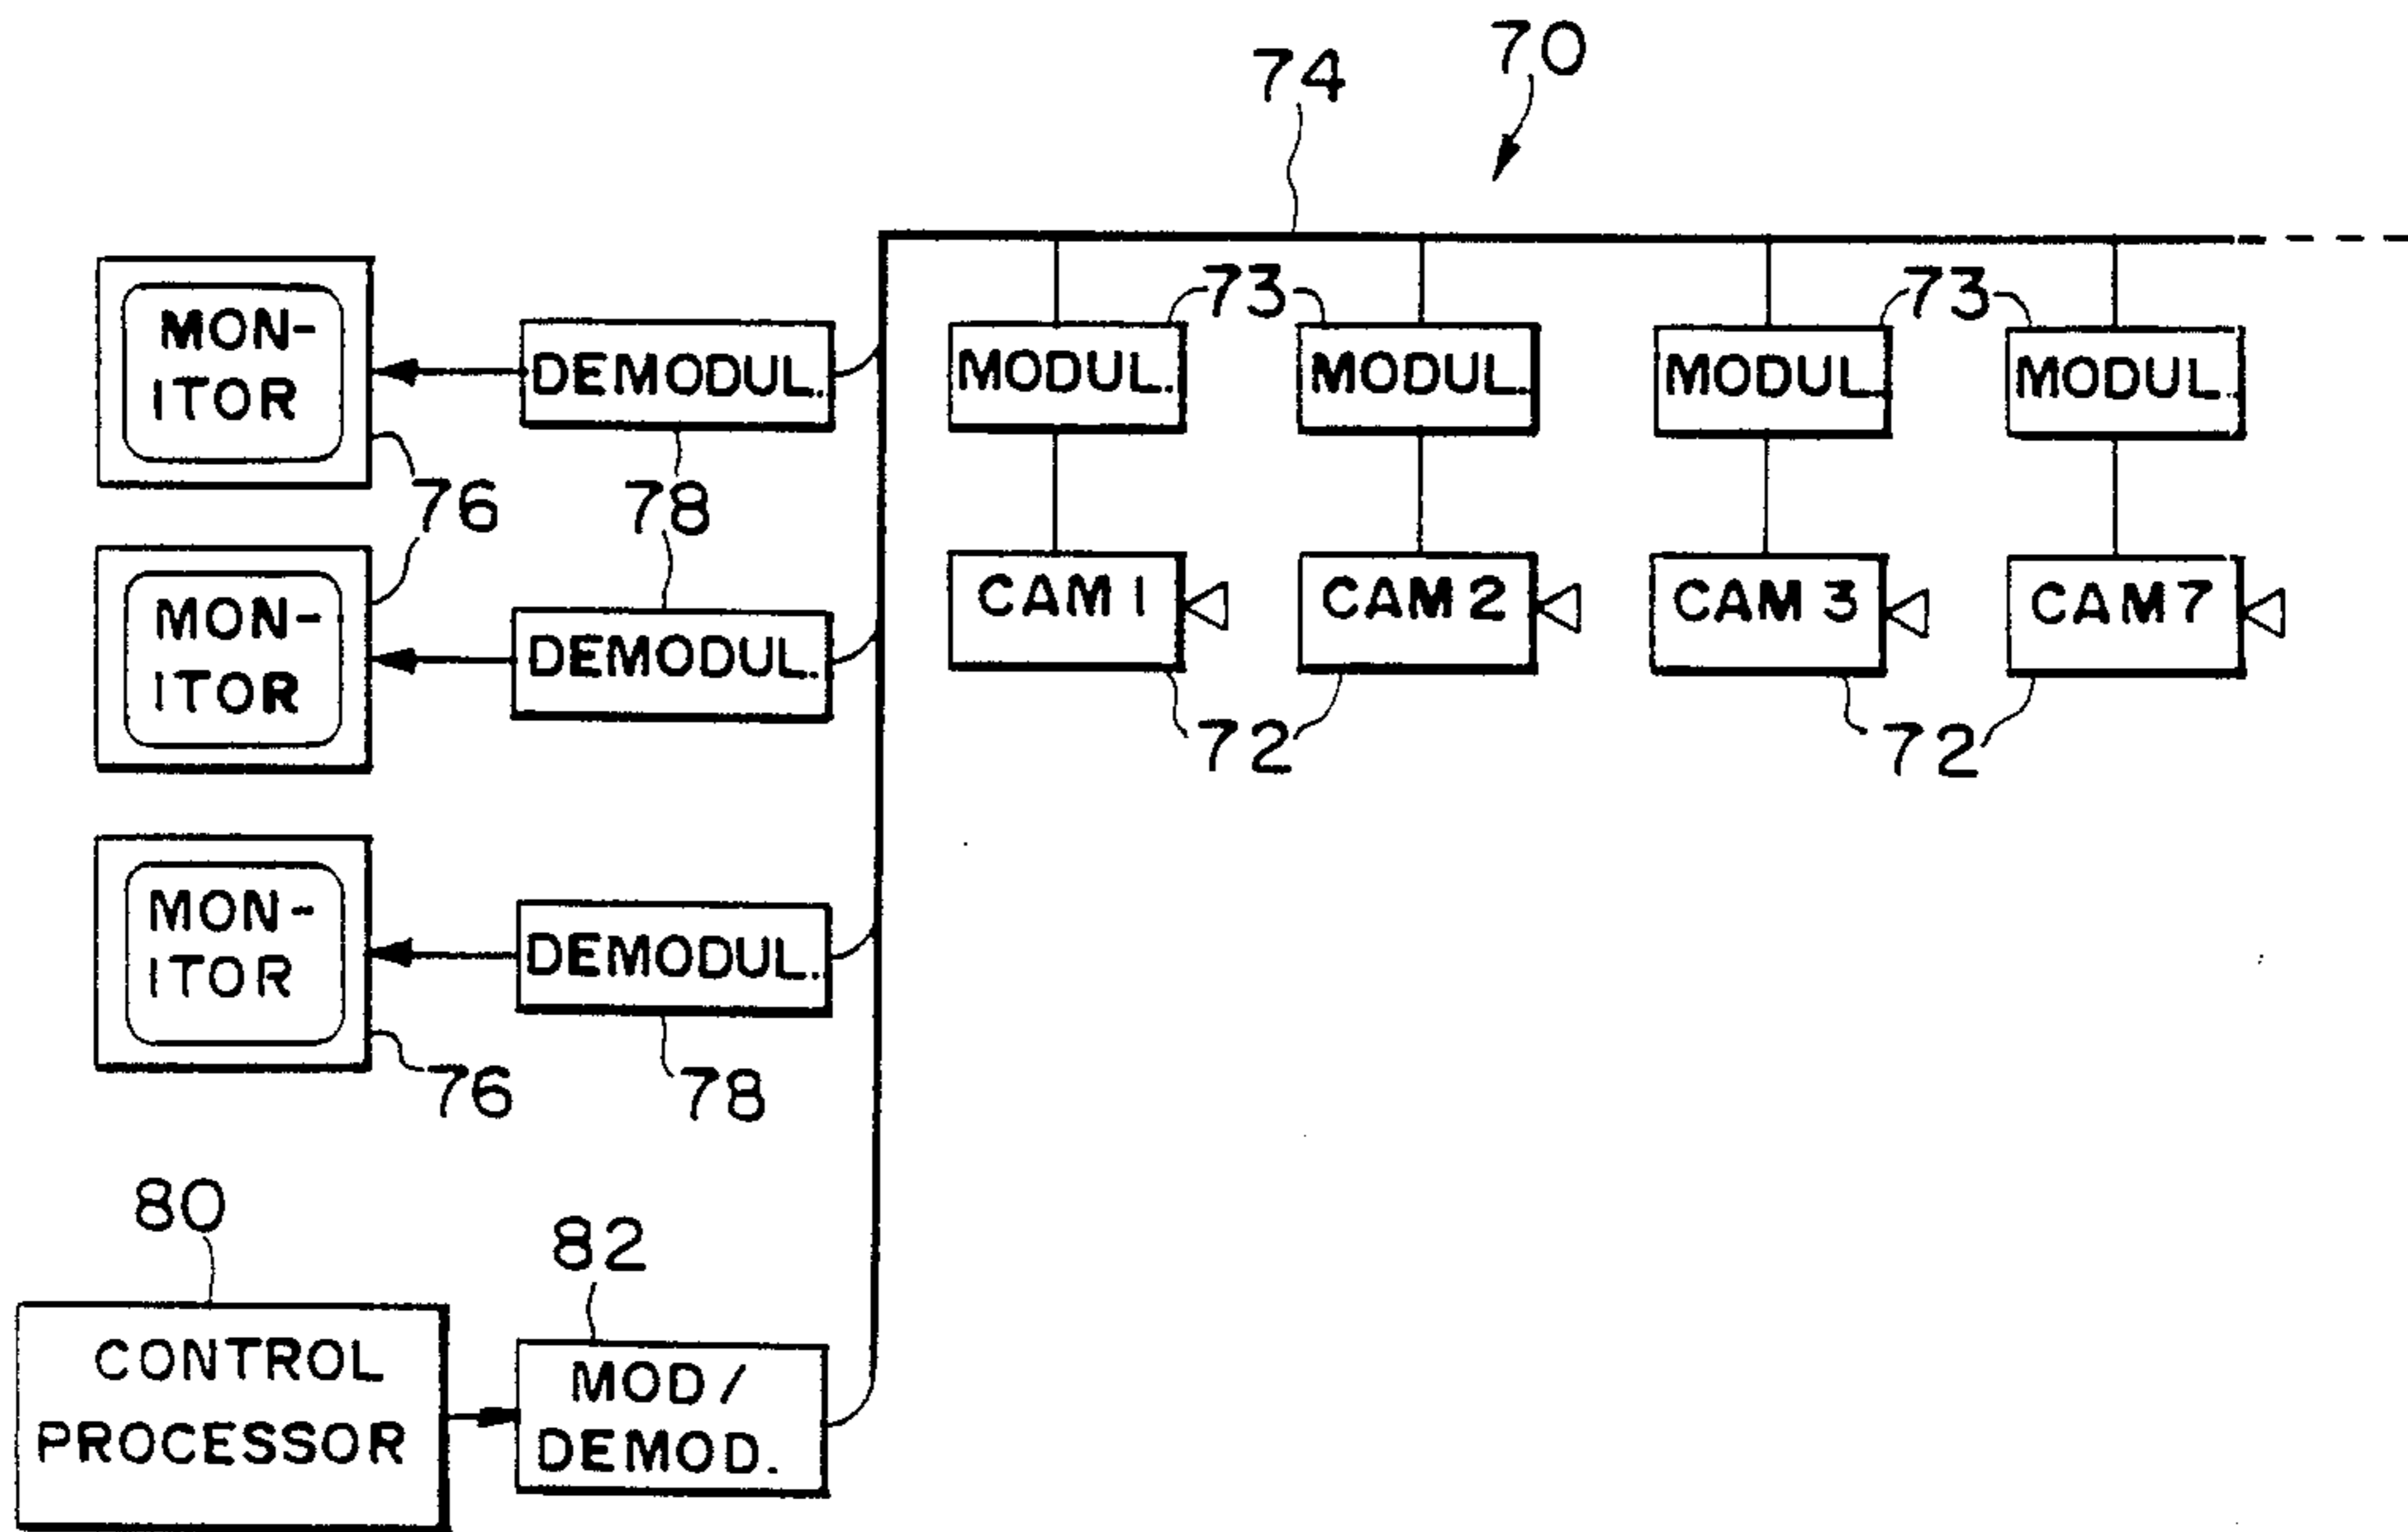 70
74
73
73
MON-
ITOR
DEMODUL.
MODUL.
MODUL.
MODUL.
MODUL.
76
78
CAM 1
CAM 2
CAM 3
CAM 7
MON-
ITOR
DEMODUL.
72
72
MON-
ITOR
DEMODUL.
76
78
80
82
CONTROL
PROCESSOR
MOD/
DEMOD.